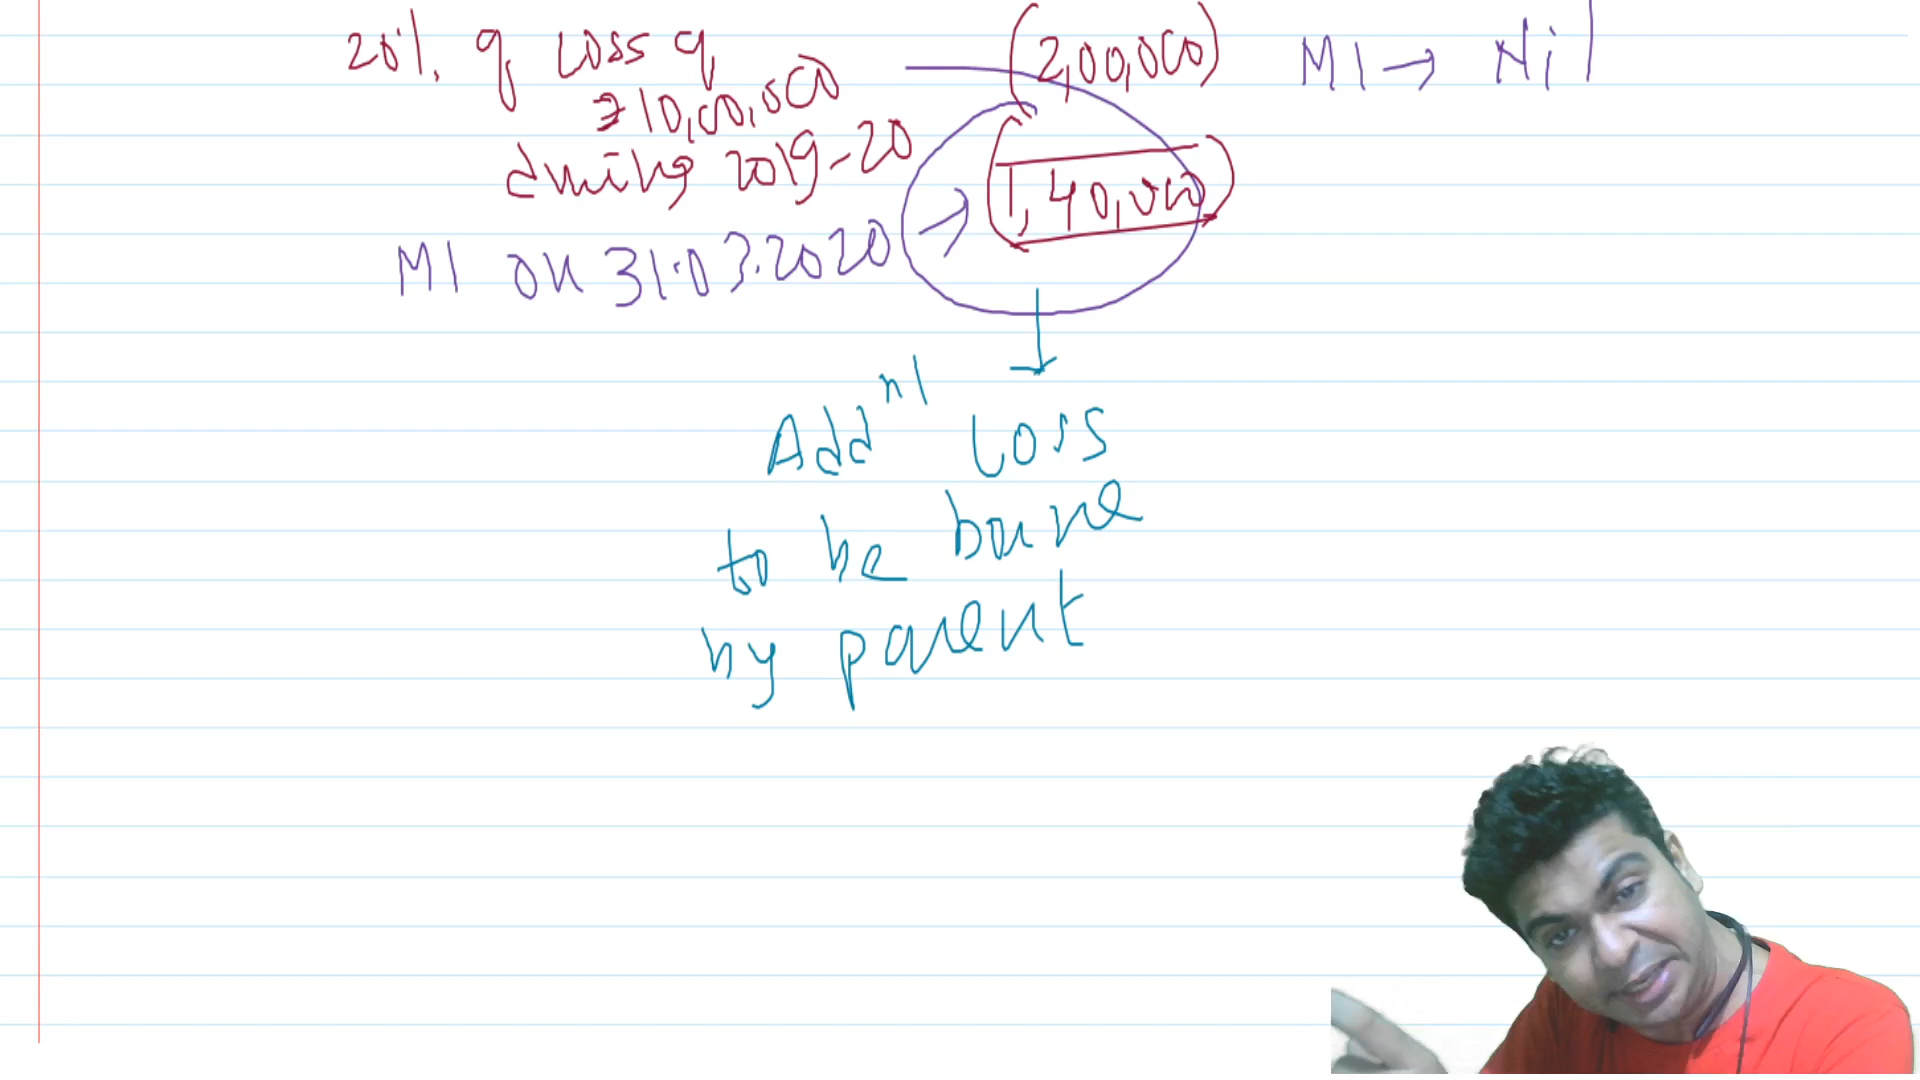 20% of loss of (2,00,000) MI → Nil
₹10,00,000
during 2019-20
MI on 31.03.2020 → (1,40,000)
Addnl Loss
to be borne
by parent